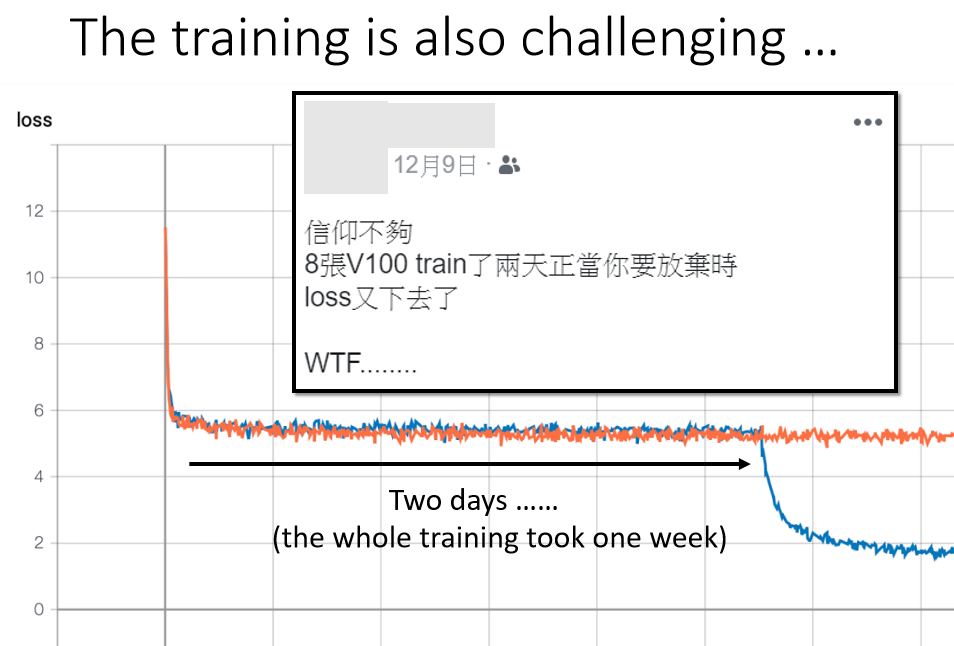 The training is also challenging …
loss
12月9日 ·
信仰不夠
8張V100 train了兩天正當你要放棄時
loss又下去了
WTF........
12
10
8
6
4
2
0
Two days ……
(the whole training took one week)